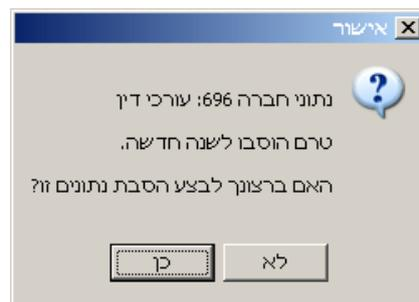 אישור
נתוני חברה 696: עורכי דין
טרם הוסבו לשנה חדשה.
האם ברצונך לבצע הסבת נתונים זו?
לא
כן